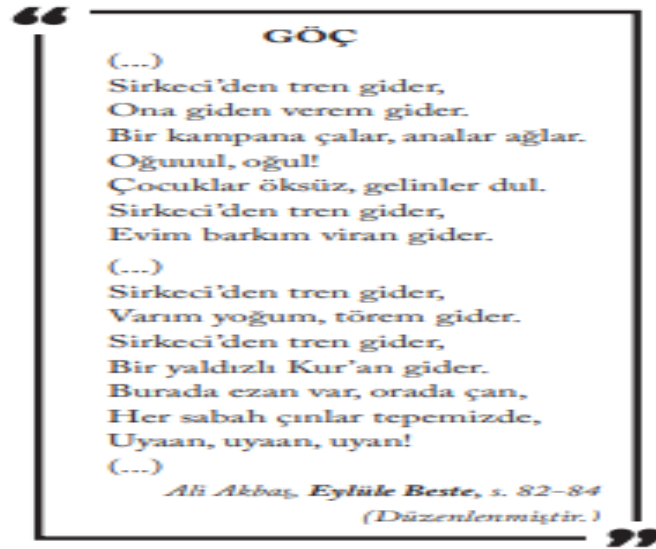 “
GÖÇ
(...)
Sirkeci’den tren gider,
Ona giden verem gider.
Bir kampana çalar, analar ağlar.
Oğuuul, oğul!
Çocuklar öksüz, gelinler dul.
Sirkeci’den tren gider,
Evim barkım viran gider.
(...)
Sirkeci’den tren gider,
Varım yoğum, törem gider.
Sirkeci’den tren gider,
Bir yaldızlı Kur’an gider.
Burada ezan var, orada çan,
Her sabah çınlar tepemizde,
Uyaan, uyaan, uyan!
(...)
Ali Akbaş, Eylüle Beste, s. 82-84
(Düzenlenmiştir.)
”